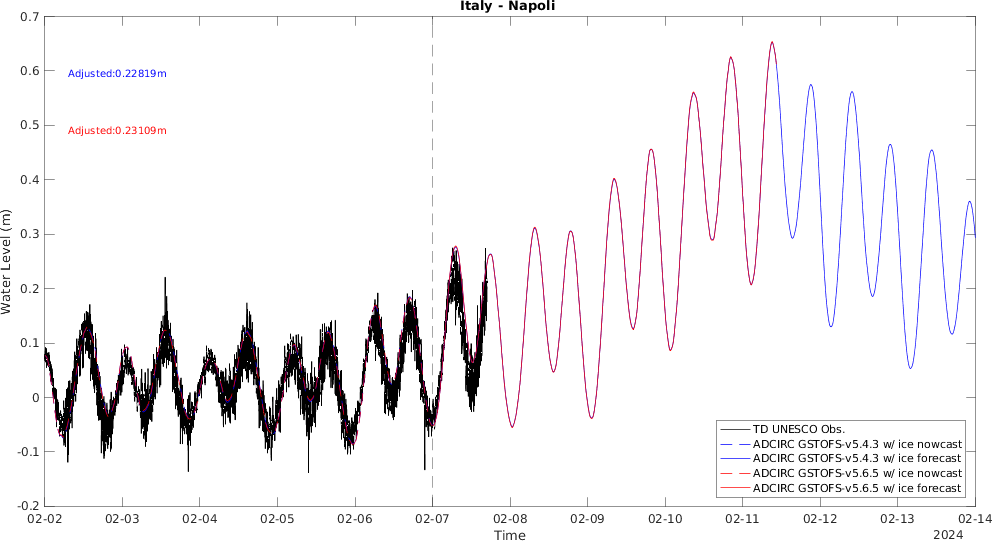 Italy - Napoli
0.7
0.6
0.5
0.4
0.3
0.2
0.1
0
-0.1
-0.2
Water Level (m)
Adjusted:0.22819m
Adjusted:0.23109m
TD UNESCO Obs.
ADCIRC GSTOFS-v5.4.3 w/ ice nowcast
ADCIRC GSTOFS-v5.4.3 w/ ice forecast
ADCIRC GSTOFS-v5.6.5 w/ ice nowcast
ADCIRC GSTOFS-v5.6.5 w/ ice forecast
02-02 02-03 02-04 02-05 02-06 02-07 02-08 02-09 02-10 02-11 02-12 02-13 02-14
Time
2024